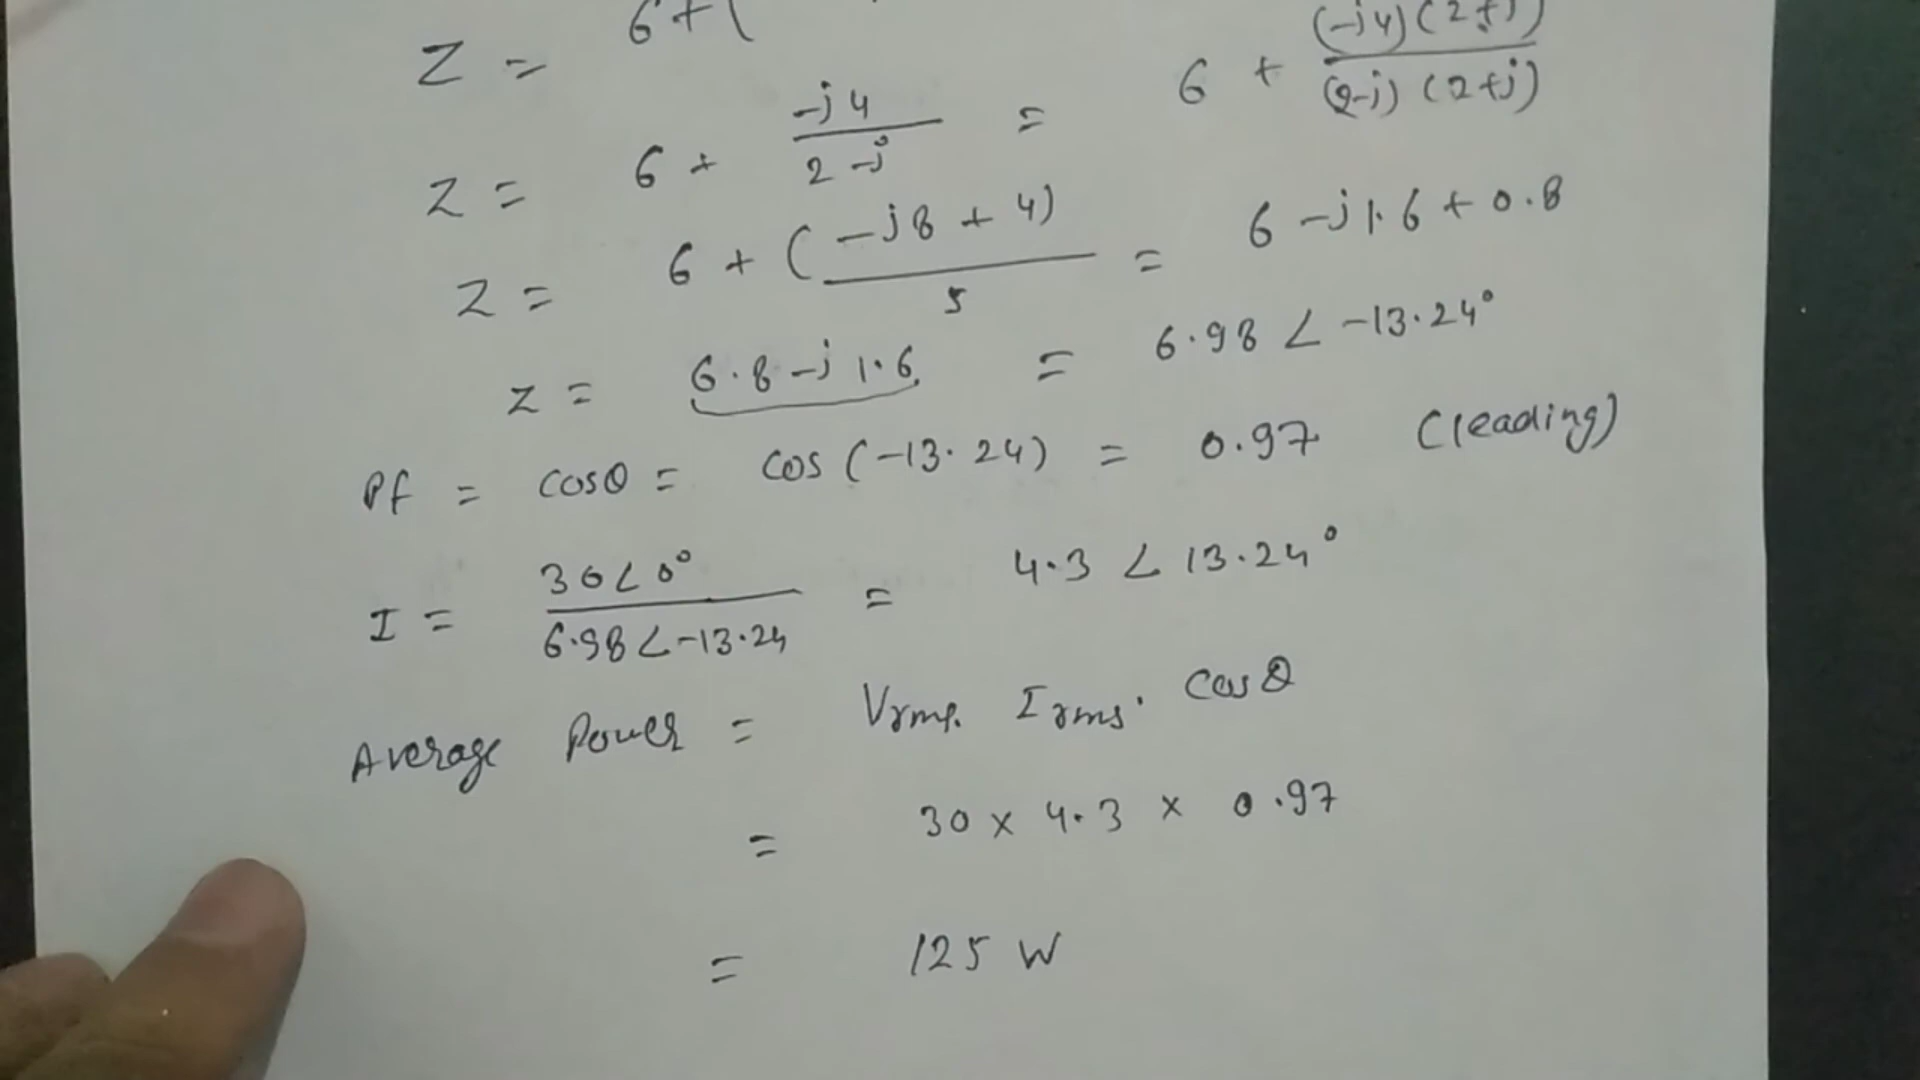 Z = 6+(
Z = 6 + -j4 / 2-j = 6 + (-j4)(2+j) / (2-j)(2+j)
Z = 6 + (-j8 + 4) / 5 = 6 -j1.6 + 0.8
Z = 6.8 -j 1.6 = 6.98 ∠ -13.24°
Pf = cosθ = cos (-13.24) = 0.97 (leading)
I = 30∠0° / 6.98∠-13.24 = 4.3 ∠ 13.24°
Average Power = Vrms. Irms. cosθ
= 30 x 4.3 x 0.97
= 125 W